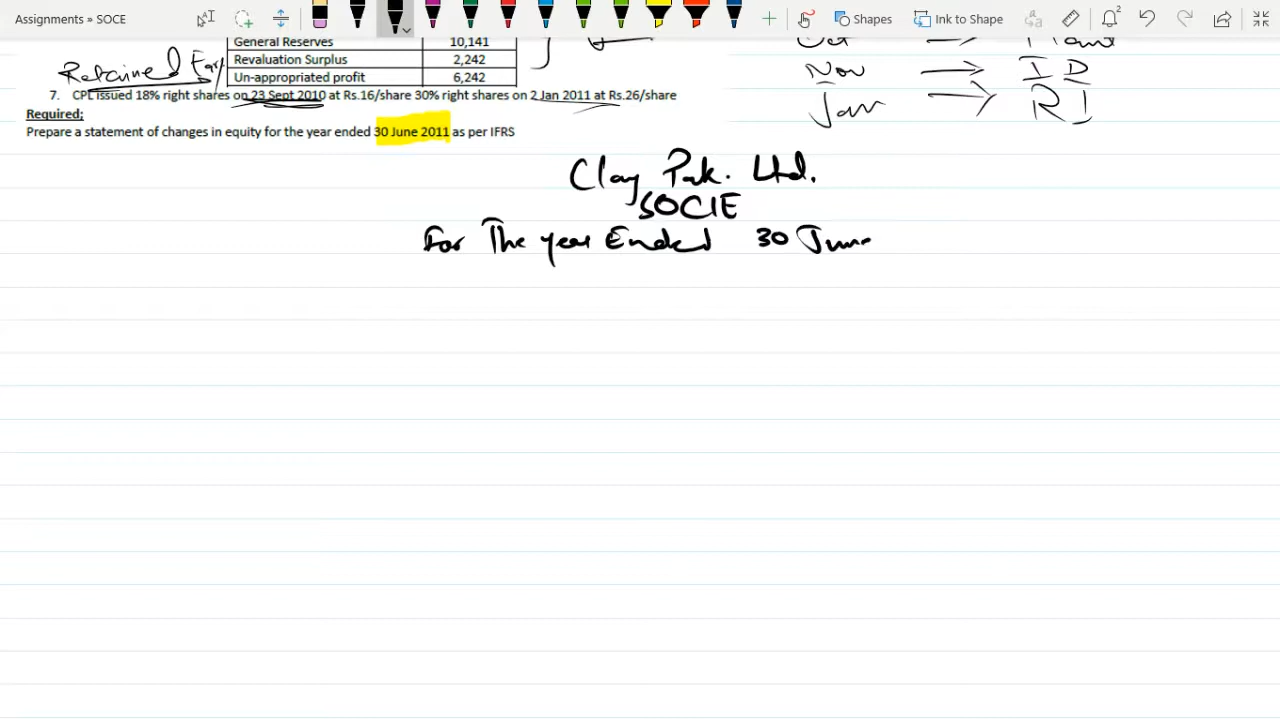 Assignments » SOCE
Shapes
Ink to Shape
General Reserves 10,141
Revaluation Surplus 2,242
Retained Ear.
Un-appropriated profit 6,242
7. CPL issued 18% right shares on 23 Sept 2010 at Rs.16/share 30% right shares on 2 Jan 2011 at Rs.26/share
Required;
Prepare a statement of changes in equity for the year ended 30 June 2011 as per IFRS
Nov → I D
Jan → R I
Clay Pak. Ltd.
SOCIE
For The year Ended 30 June